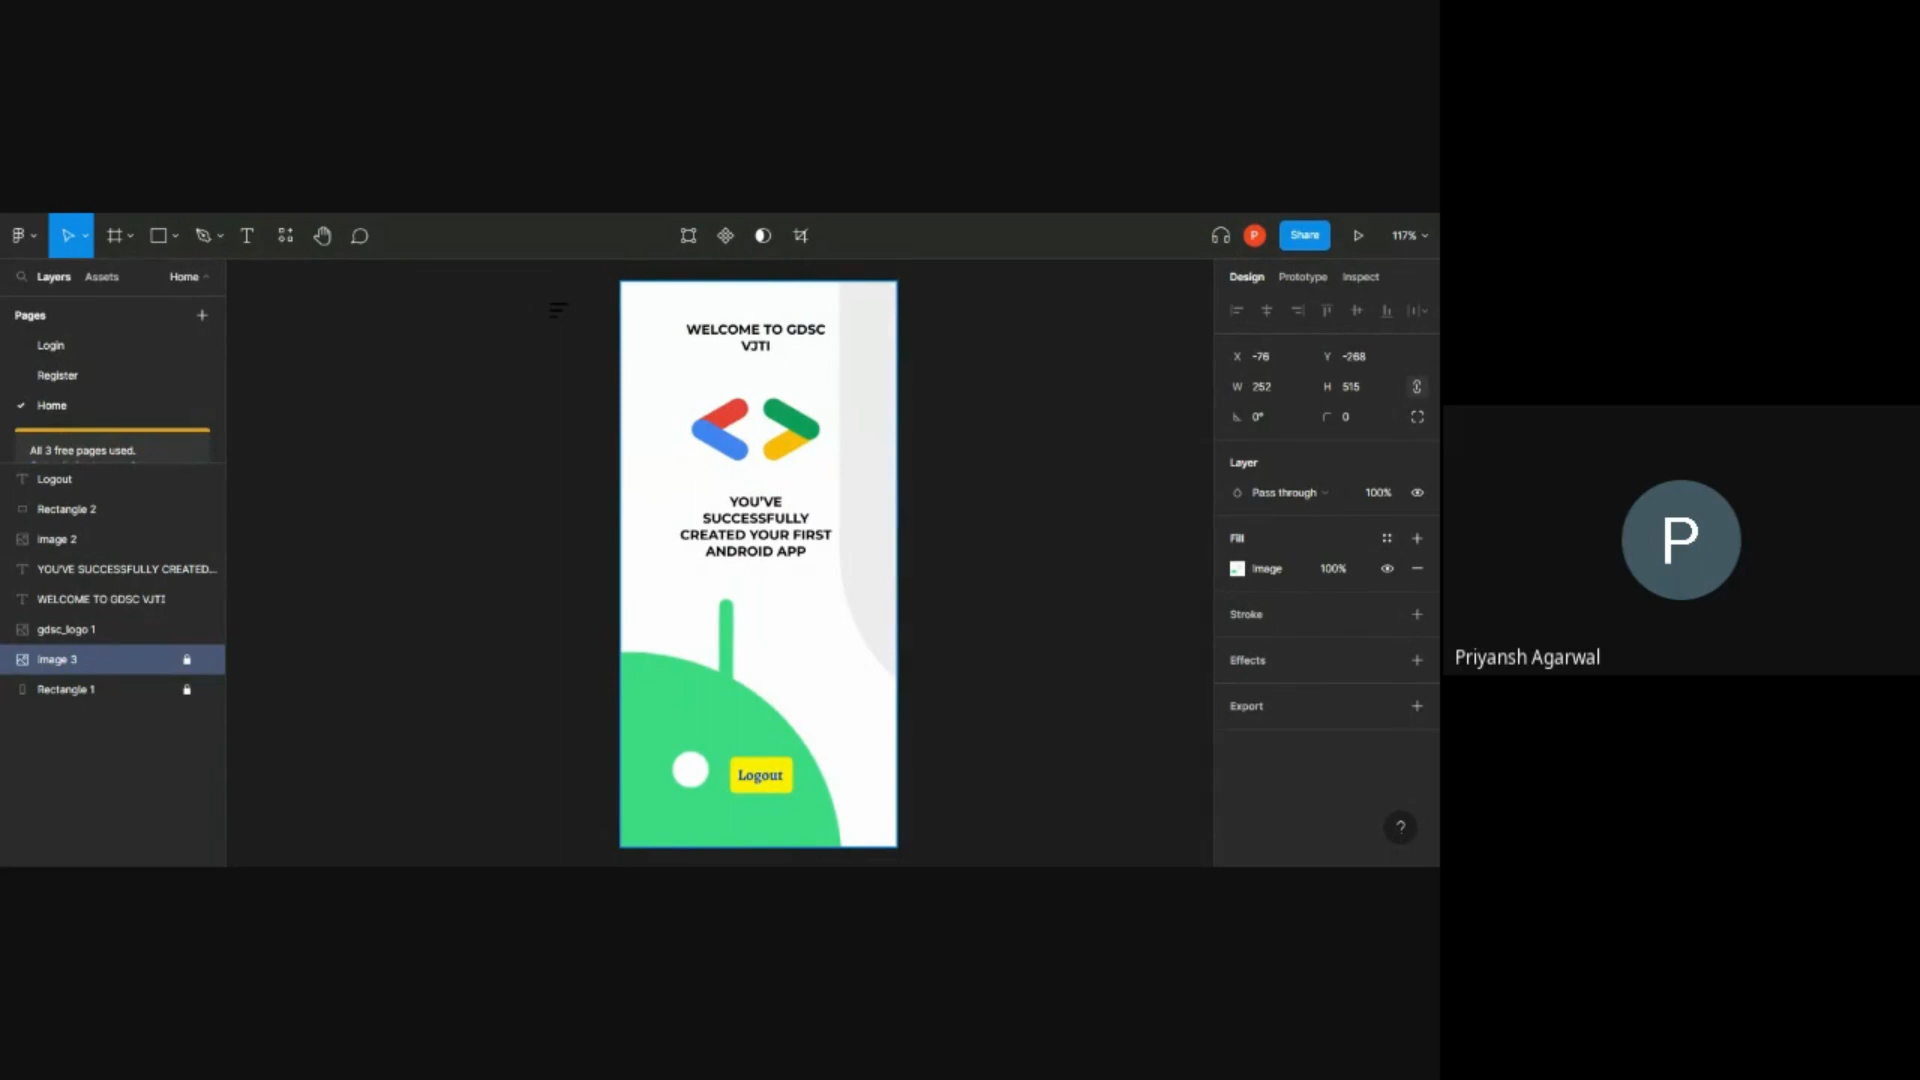 P
Share
117%
Layers
Assets
Home
Design
Prototype
Inspect
Pages
Login
Register
Home
All 3 free pages used.
Logout
Rectangle 2
Image 2
YOU'VE SUCCESSFULLY CREATED...
WELCOME TO GDSC VJTI
gdsc_logo 1
Image 3
Rectangle 1
WELCOME TO GDSC
VJTI
YOU'VE
SUCCESSFULLY
CREATED YOUR FIRST
ANDROID APP
Logout
X -76 Y -268
W 252 H 515
0° 0
Layer
Pass through 100%
Fill
Image 100%
Stroke
Effects
Export
?
P
Priyansh Agarwal